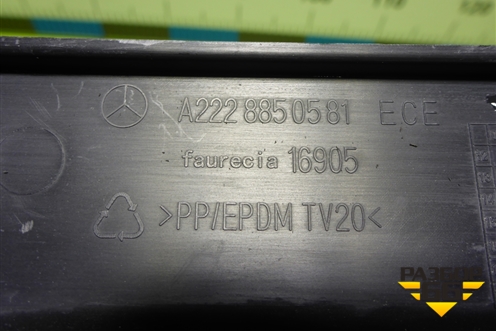 A222 885 05 81 ECE
faurecia 16905
>PP/EPDM TV20<